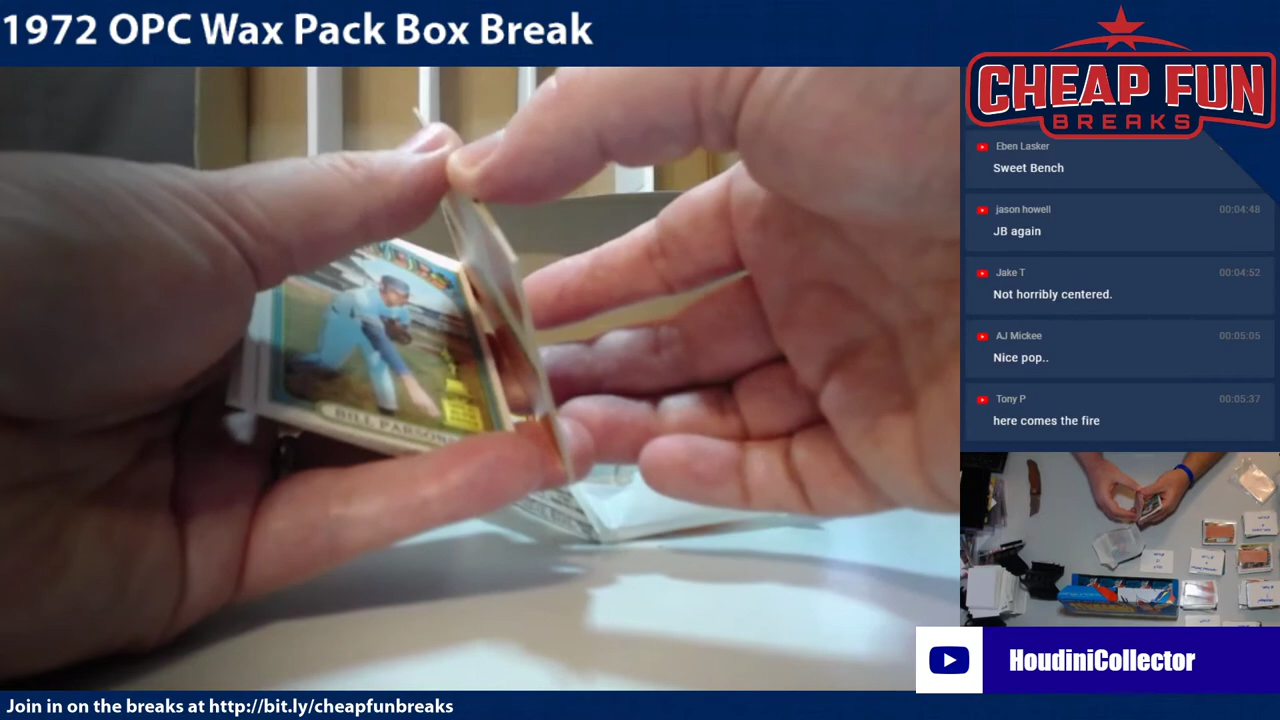 1972 OPC Wax Pack Box Break
CHEAP FUN
BREAKS
Eben Lasker
Sweet Bench
jason howell 00:04:48
JB again
Jake T 00:04:52
Not horribly centered.
AJ Mickee 00:05:05
Nice pop..
Tony P 00:05:37
here comes the fire
BILL PARSONS
HoudiniCollector
Join in on the breaks at http://bit.ly/cheapfunbreaks